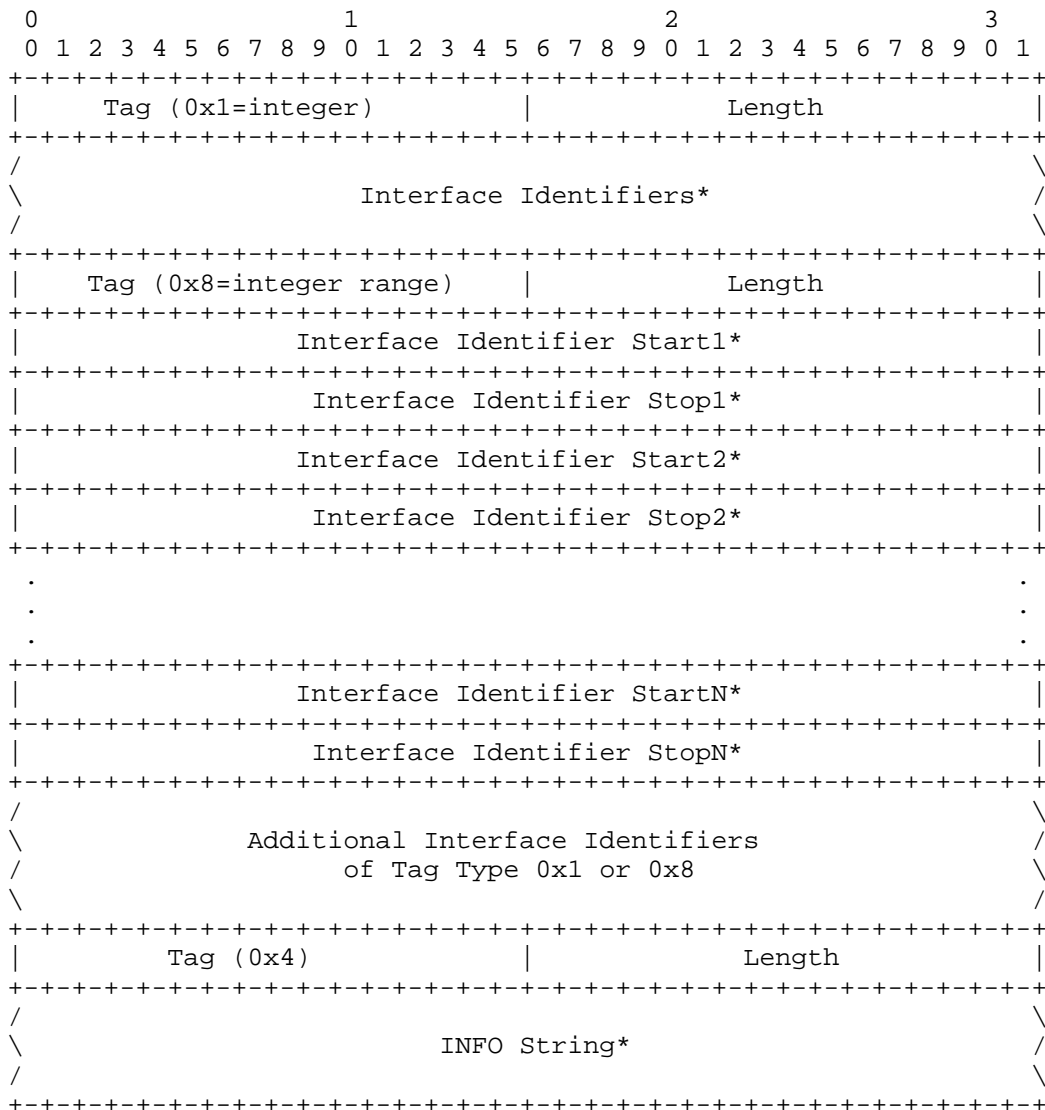 0                   1                   2                   3
 0 1 2 3 4 5 6 7 8 9 0 1 2 3 4 5 6 7 8 9 0 1 2 3 4 5 6 7 8 9 0 1
+-+-+-+-+-+-+-+-+-+-+-+-+-+-+-+-+-+-+-+-+-+-+-+-+-+-+-+-+-+-+-+-+
|     Tag (0x1=integer)         |            Length             |
+-+-+-+-+-+-+-+-+-+-+-+-+-+-+-+-+-+-+-+-+-+-+-+-+-+-+-+-+-+-+-+-+
/                                                               \
\                     Interface Identifiers*                    /
/                                                               \
+-+-+-+-+-+-+-+-+-+-+-+-+-+-+-+-+-+-+-+-+-+-+-+-+-+-+-+-+-+-+-+-+
|    Tag (0x8=integer range)    |            Length             |
+-+-+-+-+-+-+-+-+-+-+-+-+-+-+-+-+-+-+-+-+-+-+-+-+-+-+-+-+-+-+-+-+
|                 Interface Identifier Start1*                  |
+-+-+-+-+-+-+-+-+-+-+-+-+-+-+-+-+-+-+-+-+-+-+-+-+-+-+-+-+-+-+-+-+
|                  Interface Identifier Stop1*                  |
+-+-+-+-+-+-+-+-+-+-+-+-+-+-+-+-+-+-+-+-+-+-+-+-+-+-+-+-+-+-+-+-+
|                 Interface Identifier Start2*                  |
+-+-+-+-+-+-+-+-+-+-+-+-+-+-+-+-+-+-+-+-+-+-+-+-+-+-+-+-+-+-+-+-+
|                  Interface Identifier Stop2*                  |
+-+-+-+-+-+-+-+-+-+-+-+-+-+-+-+-+-+-+-+-+-+-+-+-+-+-+-+-+-+-+-+-+
 .                                                             .
 .                                                             .
 .                                                             .
+-+-+-+-+-+-+-+-+-+-+-+-+-+-+-+-+-+-+-+-+-+-+-+-+-+-+-+-+-+-+-+-+
|                 Interface Identifier StartN*                  |
+-+-+-+-+-+-+-+-+-+-+-+-+-+-+-+-+-+-+-+-+-+-+-+-+-+-+-+-+-+-+-+-+
|                  Interface Identifier StopN*                  |
+-+-+-+-+-+-+-+-+-+-+-+-+-+-+-+-+-+-+-+-+-+-+-+-+-+-+-+-+-+-+-+-+
/                                                               \
\              Additional Interface Identifiers                 /
/                    of Tag Type 0x1 or 0x8                     \
\                                                               /
+-+-+-+-+-+-+-+-+-+-+-+-+-+-+-+-+-+-+-+-+-+-+-+-+-+-+-+-+-+-+-+-+
|         Tag (0x4)             |             Length            |
+-+-+-+-+-+-+-+-+-+-+-+-+-+-+-+-+-+-+-+-+-+-+-+-+-+-+-+-+-+-+-+-+
/                                                               \
\                          INFO String*                         /
/                                                               \
+-+-+-+-+-+-+-+-+-+-+-+-+-+-+-+-+-+-+-+-+-+-+-+-+-+-+-+-+-+-+-+-+